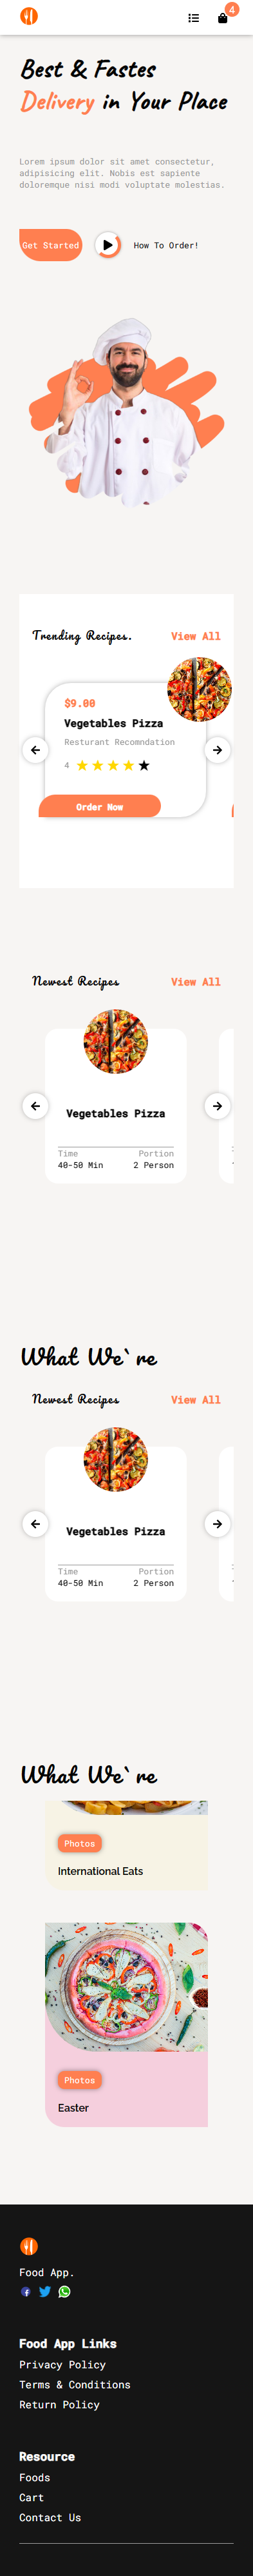 4
Best & Fastes
Delivery in Your Place
Lorem ipsum dolor sit amet consectetur,
adipisicing elit. Nobis est sapiente
doloremque nisi modi voluptate molestias.
Get Started
How To Order!
Trending Recipes.
View All
$9.00
Vegetables Pizza
Resturant Recomndation
4
Order Now
Newest Recipes
View All
Vegetables Pizza
Time Portion
40-50 Min 2 Person
What We`re
Newest Recipes
View All
Vegetables Pizza
Time Portion
40-50 Min 2 Person
What We`re
Photos
International Eats
Photos
Easter
Food App.
Food App Links
Privacy Policy
Terms & Conditions
Return Policy
Resource
Foods
Cart
Contact Us